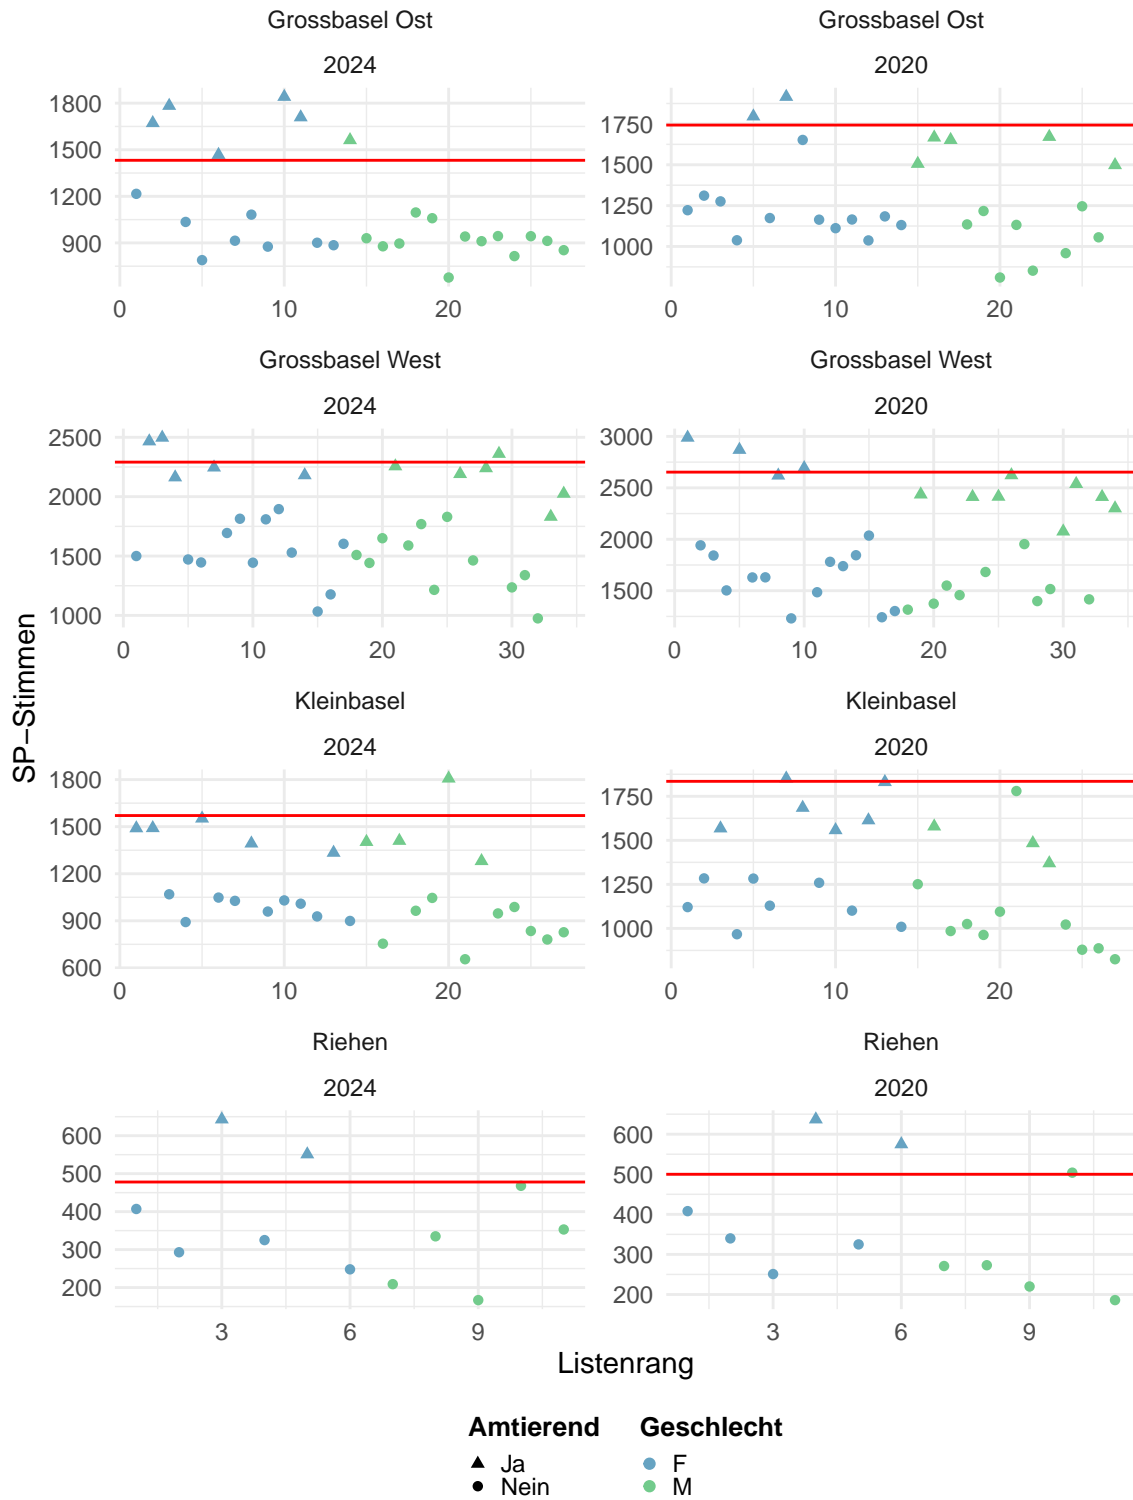 Grossbasel Ost
Grossbasel Ost
2024
2020
1800
1500
1200
900
1750
1500
1250
1000
0 10 20
0 10 20
Grossbasel West
Grossbasel West
2024
2020
2500
2000
1500
1000
3000
2500
2000
1500
0 10 20 30
0 10 20 30
SP−Stimmen
Kleinbasel
Kleinbasel
2024
2020
1800
1500
1200
900
600
1750
1500
1250
1000
0 10 20
0 10 20
Riehen
Riehen
2024
2020
600
500
400
300
200
600
500
400
300
200
3 6 9
3 6 9
Listenrang
Amtierend
Ja
Nein
Geschlecht
F
M